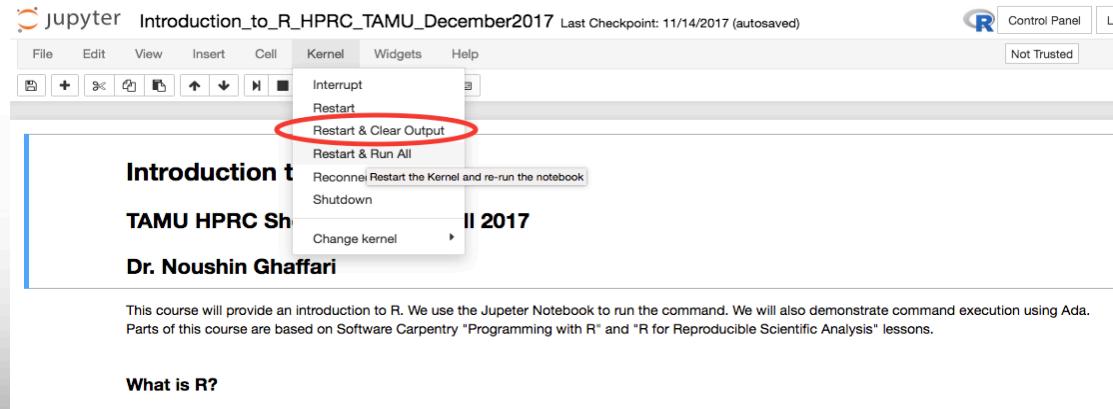 jupyter Introduction_to_R_HPRC_TAMU_December2017 Last Checkpoint: 11/14/2017 (autosaved) R Control Panel L
File Edit View Insert Cell Kernel Widgets Help Not Trusted
Interrupt
Restart
Restart & Clear Output
Restart & Run All
Restart the Kernel and re-run the notebook
Shutdown
Change kernel
Introduction t
TAMU HPRC Sh ll 2017
Dr. Noushin Ghaffari
This course will provide an introduction to R. We use the Jupeter Notebook to run the command. We will also demonstrate command execution using Ada.
Parts of this course are based on Software Carpentry "Programming with R" and "R for Reproducible Scientific Analysis" lessons.
What is R?